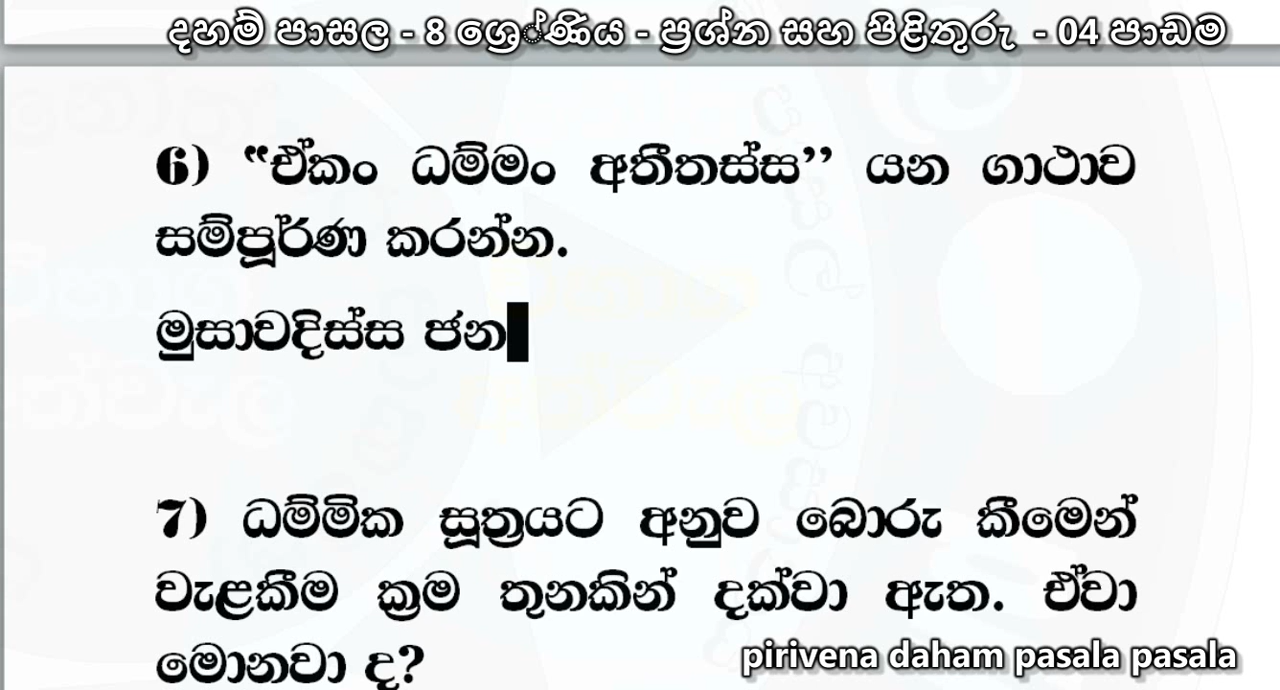 දහම් පාසල - 8 ශ්‍රේ්ණිය - ප්‍රශ්න සහ පිළිතුරු - 04 පාඩම
6) “ඒකං ධම්මං අතීතස්ස’’ යන ගාථාව
සම්පූර්ණ කරන්න.
මුසාවදිස්ස ජන
7) ධම්මික සූත්‍රයට අනුව බොරු කීමෙන්
වැළකීම ක්‍රම තුනකින් දක්වා ඇත. ඒවා
මොනවා ද?
pirivena daham pasala pasala